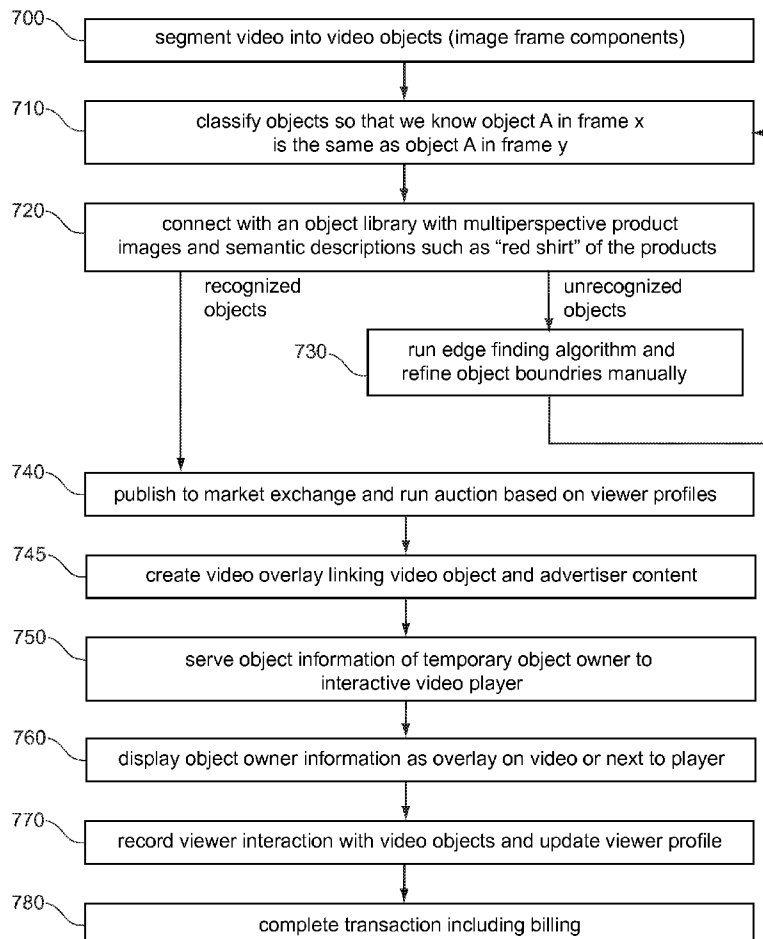 700
segment video into video objects (image frame components)
710
classify objects so that we know object A in frame x
is the same as object A in frame y
720
connect with an object library with multiperspective product
images and semantic descriptions such as “red shirt” of the products
recognized
objects
unrecognized
objects
730
run edge finding algorithm and
refine object boundries manually
740
publish to market exchange and run auction based on viewer profiles
745
create video overlay linking video object and advertiser content
750
serve object information of temporary object owner to
interactive video player
760
display object owner information as overlay on video or next to player
770
record viewer interaction with video objects and update viewer profile
780
complete transaction including billing